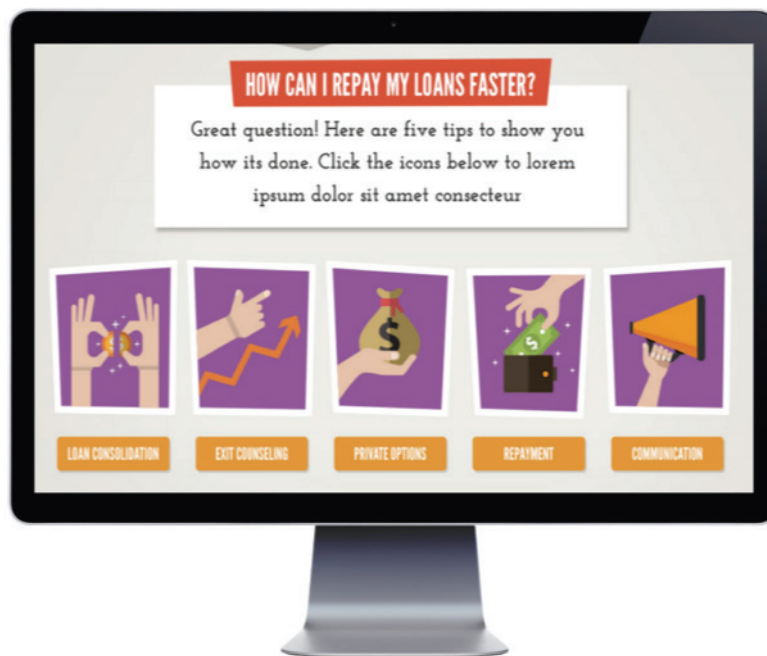 HOW CAN I REPAY MY LOANS FASTER?
Great question! Here are five tips to show you
how its done. Click the icons below to lorem
ipsum dolor sit amet consecteur
$
$
$
LOAN CONSOLIDATION
EXIT COUNSELING
PRIVATE OPTIONS
REPAYMENT
COMMUNICATION